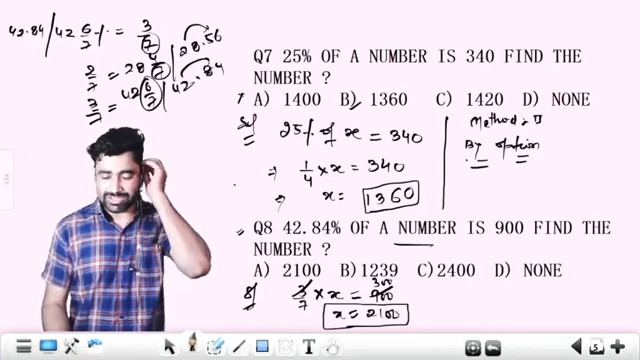 42.84/42 6/7 % = 3/7
2/7 = 28 4/7 | 28.56
3/7 = 42 6/7 | 42.84
Q7 25% OF A NUMBER IS 340 FIND THE
NUMBER ?
A) 1400 B) 1360 C) 1420 D) NONE
Sol 25% of x = 340
⇒ 1/4 × x = 340
⇒ x = 1360
Method: II
By option
Q8 42.84% OF A NUMBER IS 900 FIND THE
NUMBER ?
A) 2100 B)1239 C)2400 D) NONE
3/7 × x = 900 300
x = 2100
T
5